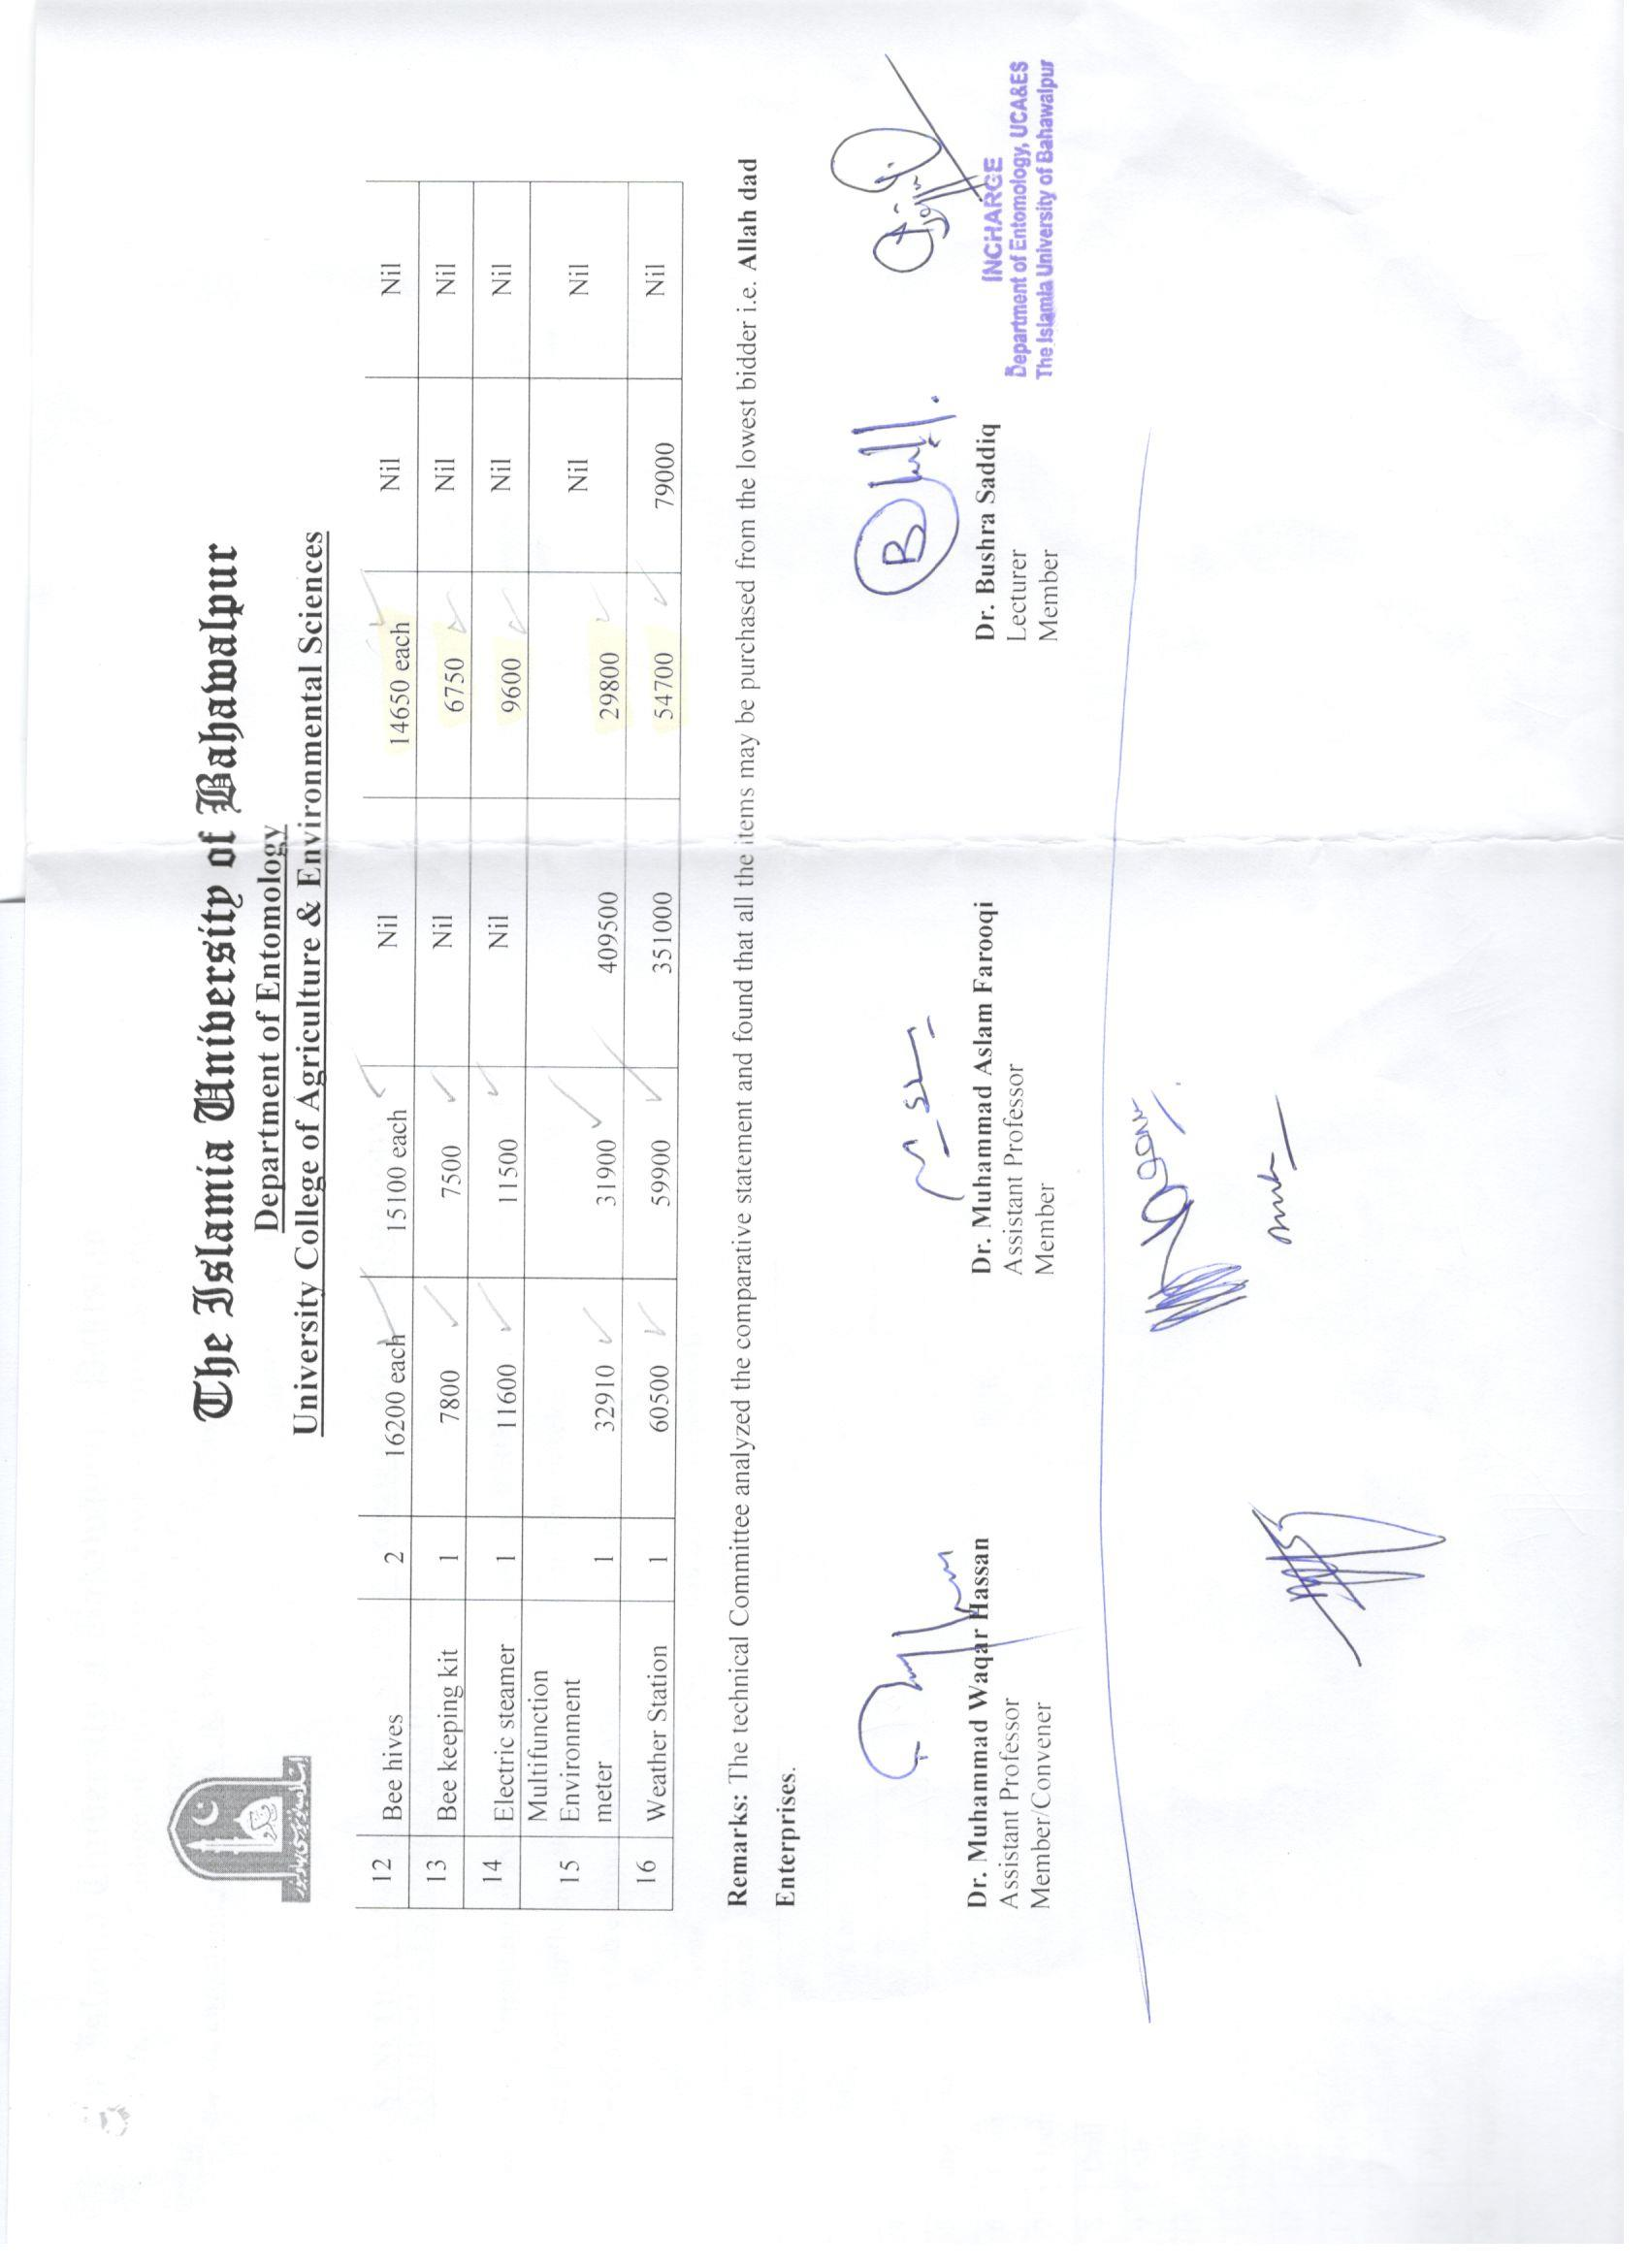 The Islamia University of Bahawalpur
Department of Entomology
University College of Agriculture & Environmental Sciences
12 Bee hives 2 16200 each 15100 each Nil 14650 each Nil Nil
13 Bee keeping kit 1 7800 7500 Nil 6750 Nil Nil
14 Electric steamer 1 11600 11500 Nil 9600 Nil Nil
15 Multifunction
Environment
meter 1 32910 31900 409500 29800 Nil Nil
16 Weather Station 1 60500 59900 351000 54700 79000 Nil
Remarks: The technical Committee analyzed the comparative statement and found that all the items may be purchased from the lowest bidder i.e. Allah dad
Enterprises.
Dr. Muhammad Waqar Hassan
Assistant Professor
Member/Convener
Dr. Muhammad Aslam Farooqi
Assistant Professor
Member
B
Dr. Bushra Saddiq
Lecturer
Member
INCHARGE
Department of Entomology, UCA&ES
The Islamia University of Bahawalpur